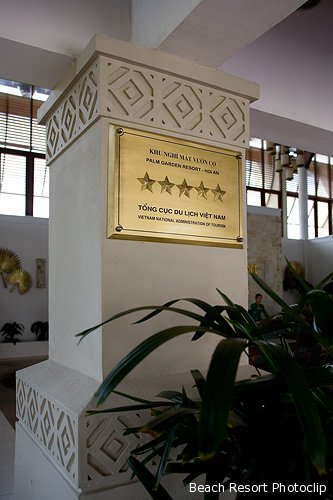 KHU NGHỈ MÁT VƯỜN CỌ
PALM GARDEN RESORT - HOI AN
TỔNG CỤC DU LỊCH VIỆT NAM
VIETNAM NATIONAL ADMINISTRATION OF TOURISM
Beach Resort Photoclip